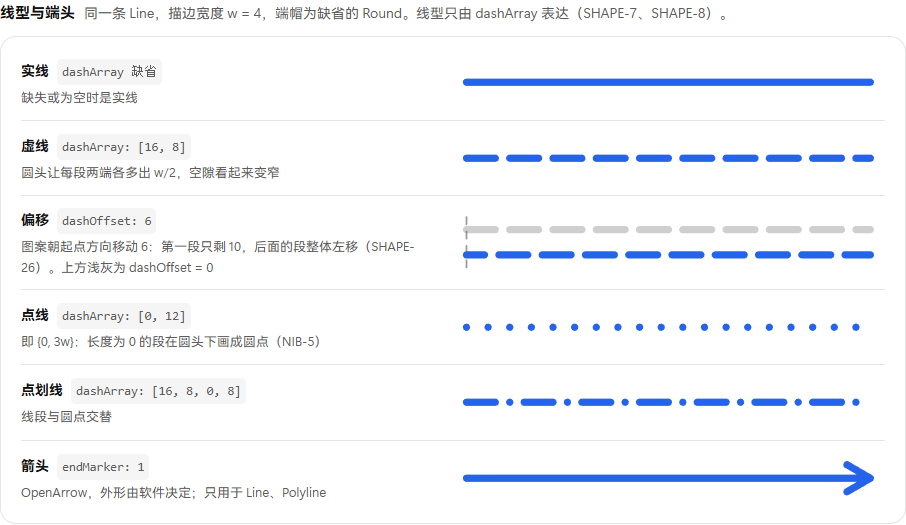 线型与端头 同一条 Line，描边宽度 w = 4，端帽为缺省的 Round。线型只由 dashArray 表达（SHAPE-7、SHAPE-8）。
实线 dashArray 缺省
缺失或为空时是实线
虚线 dashArray: [16, 8]
圆头让每段两端各多出 w/2，空隙看起来变窄
偏移 dashOffset: 6
图案朝起点方向移动 6：第一段只剩 10，后面的段整体左移（SHAPE-
26）。上方浅灰为 dashOffset = 0
点线 dashArray: [0, 12]
即 {0, 3w}：长度为 0 的段在圆头下画成圆点（NIB-5）
点划线 dashArray: [16, 8, 0, 8]
线段与圆点交替
箭头 endMarker: 1
OpenArrow，外形由软件决定；只用于 Line、Polyline